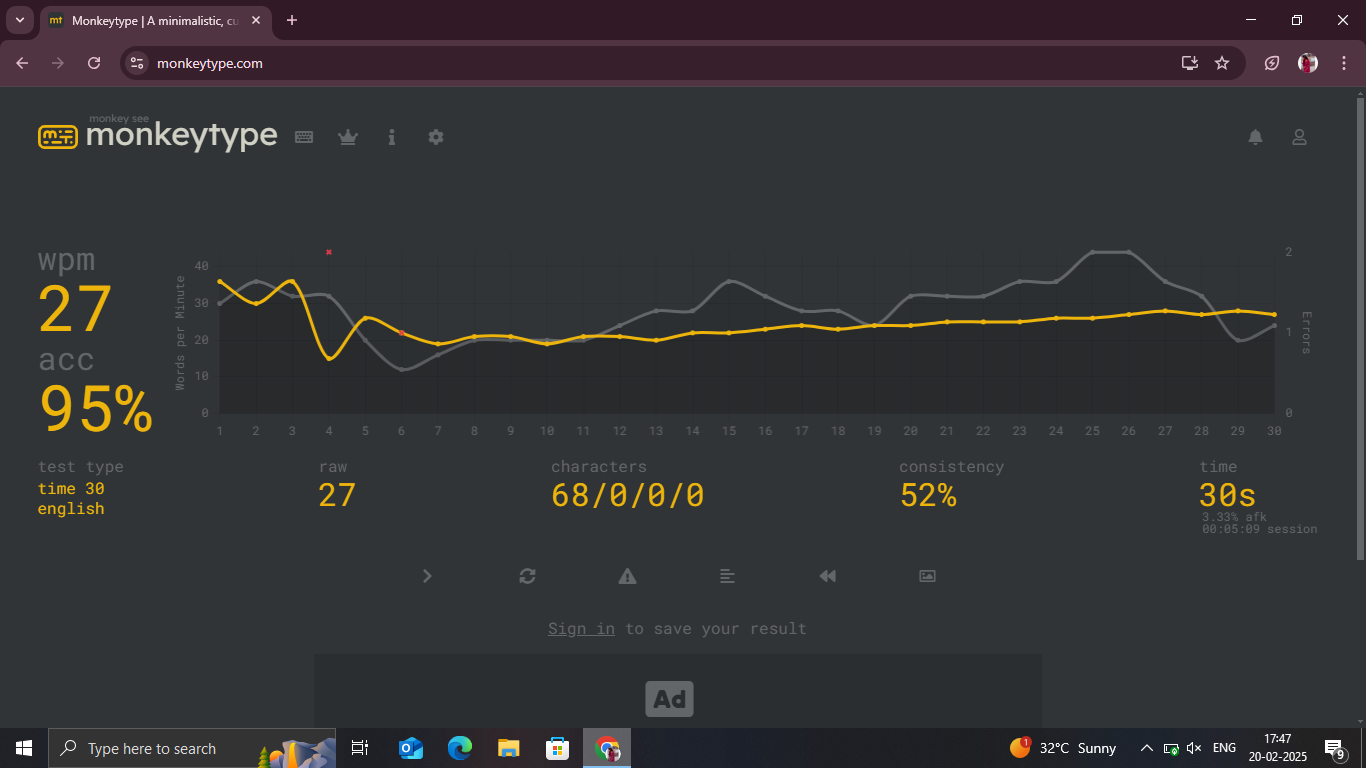 Monkeytype | A minimalistic, cu
monkeytype.com
monkey see
monkeytype
wpm
27
acc
95%
Words per Minute
40
30
20
10
0
2
1
0
Errors
1 2 3 4 5 6 7 8 9 10 11 12 13 14 15 16 17 18 19 20 21 22 23 24 25 26 27 28 29 30
test type
time 30
english
raw
27
characters
68/0/0/0
consistency
52%
time
30s
3.33% afk
00:05:09 session
Sign in to save your result
Ad
Type here to search
1
32°C Sunny
ENG
17:47
20-02-2025
9